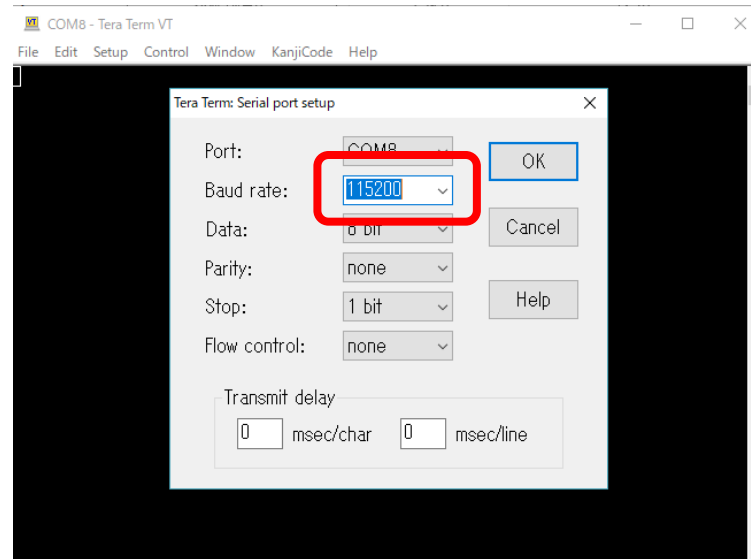 COM8 - Tera Term VT
File Edit Setup Control Window KanjiCode Help
Tera Term: Serial port setup
Port: COM8
OK
Baud rate: 115200
Data: 8 bit
Cancel
Parity: none
Stop: 1 bit
Help
Flow control: none
Transmit delay
0 msec/char 0 msec/line